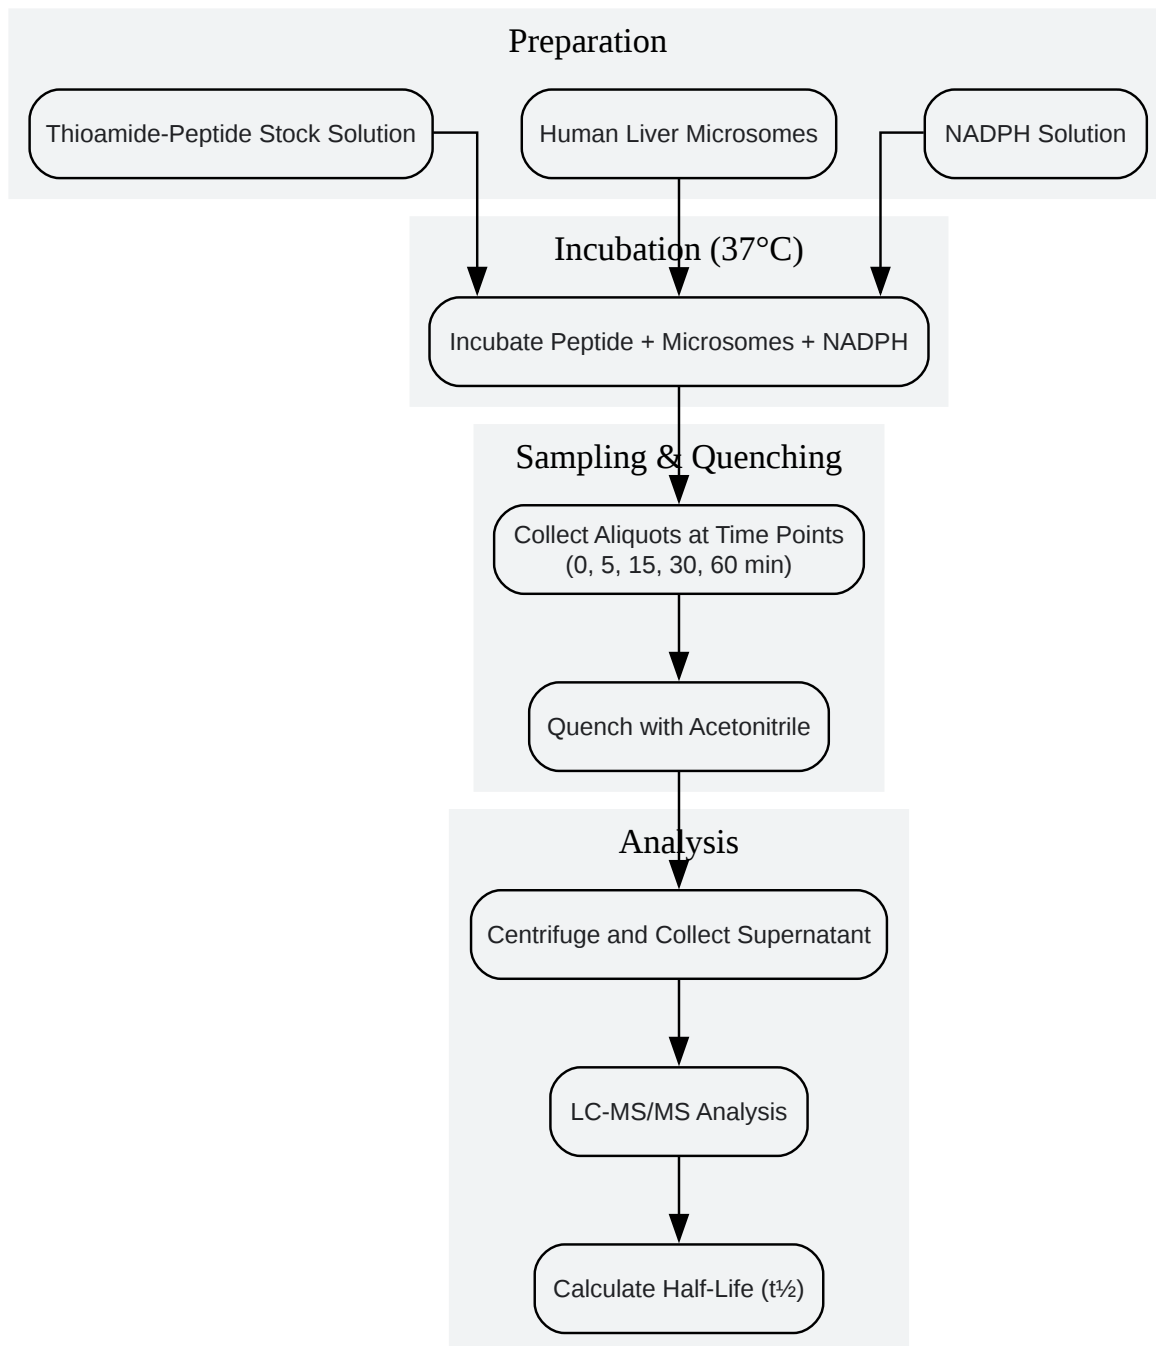 Preparation
Thioamide-Peptide Stock Solution
Human Liver Microsomes
NADPH Solution
Incubation (37°C)
Incubate Peptide + Microsomes + NADPH
Sampling & Quenching
Collect Aliquots at Time Points
(0, 5, 15, 30, 60 min)
Quench with Acetonitrile
Analysis
Centrifuge and Collect Supernatant
LC-MS/MS Analysis
Calculate Half-Life (t½)